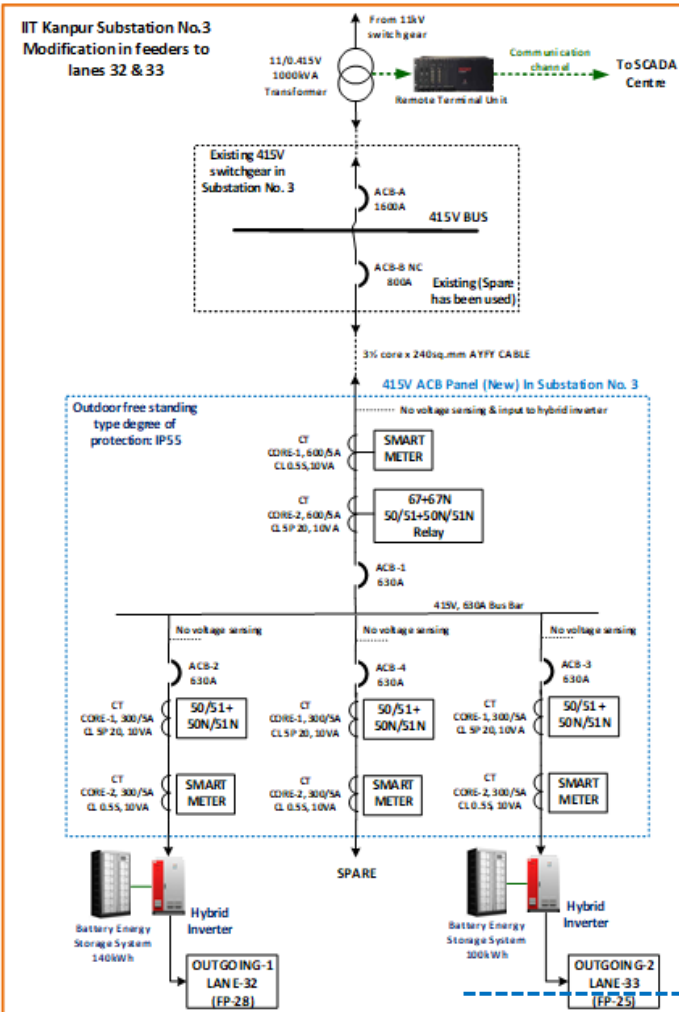 IIT Kanpur Substation No.3
Modification in feeders to
lanes 32 & 33
From 11kV
switchgear
11/0.415V
1000kVA
Transformer
Remote Terminal Unit
Communication
channel
To SCADA
Centre
Existing 415V
switchgear in
Substation No. 3
ACB-A
1600A
415V BUS
ACB-B NC
800A
Existing (Spare
has been used)
3½ core x 240sq.mm AYFY CABLE
415V ACB Panel (New) In Substation No. 3
Outdoor free standing
type degree of
protection: IP55
No voltage sensing & input to hybrid inverter
CT
CORE-1, 600/5A
CL 0.5S, 10VA
SMART
METER
CT
CORE-2, 600/5A
CL 5P20, 10VA
67+67N
50/51+50N/51N
Relay
ACB-1
630A
415V, 630A Bus Bar
No voltage sensing
No voltage sensing
No voltage sensing
ACB-2
630A
ACB-4
630A
ACB-3
630A
CT
CORE-1, 300/5A
CL 5P20, 10VA
50/51+
50N/51N
CT
CORE-1, 300/5A
CL 5P20, 10VA
50/51+
50N/51N
CT
CORE-1, 300/5A
CL 5P20, 10VA
50/51+
50N/51N
CT
CORE-2, 300/5A
CL 0.5S, 10VA
SMART
METER
CT
CORE-2, 300/5A
CL 0.5S, 10VA
SMART
METER
CT
CORE-2, 300/5A
CL 0.5S, 10VA
SMART
METER
SPARE
Hybrid
Inverter
Battery Energy
Storage System
140kWh
Hybrid
Inverter
Battery Energy
Storage System
100kWh
OUTGOING-1
LANE-32
(FP-28)
OUTGOING-2
LANE-33
(FP-25)